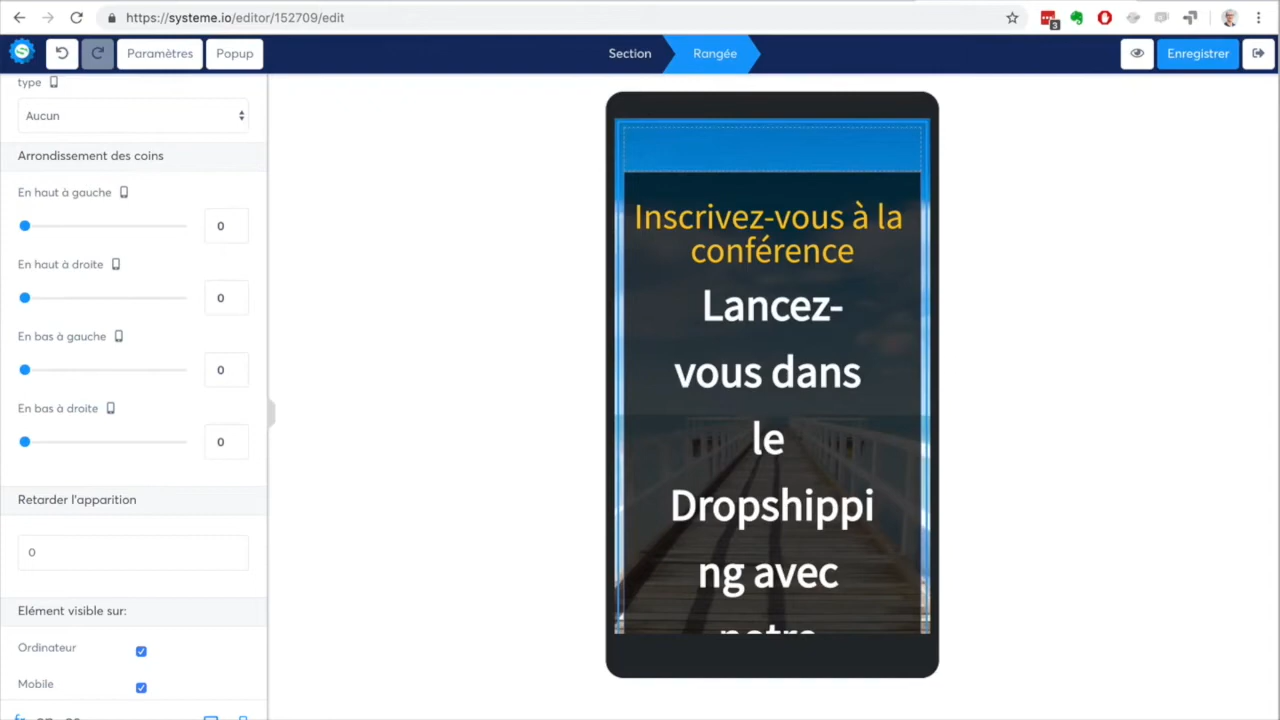 https://systeme.io/editor/152709/edit
3
S
Paramètres
Popup
Section
Rangée
Enregistrer
type
Aucun
Arrondissement des coins
En haut à gauche
0
En haut à droite
0
En bas à gauche
0
En bas à droite
0
Retarder l'apparition
0
Elément visible sur:
Ordinateur
Mobile
Inscrivez-vous à la
conférence
Lancez-
vous dans
le
Dropshippi
ng avec
notre